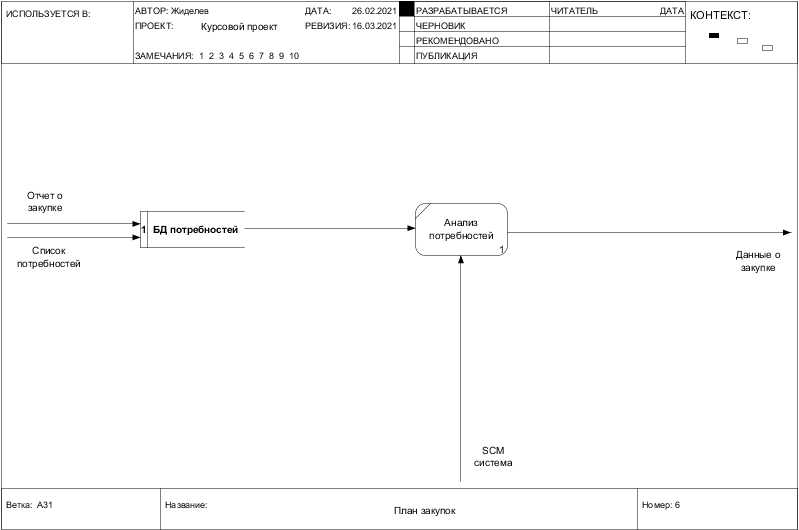 ИСПОЛЬЗУЕТСЯ В:
АВТОР: Жиделев
ДАТА: 26.02.2021
РАЗРАБАТЫВАЕТСЯ
ЧИТАТЕЛЬ
ДАТА
КОНТЕКСТ:
ПРОЕКТ: Курсовой проект
РЕВИЗИЯ: 16.03.2021
ЧЕРНОВИК
РЕКОМЕНДОВАНО
ЗАМЕЧАНИЯ: 1 2 3 4 5 6 7 8 9 10
ПУБЛИКАЦИЯ
Отчет о
закупке
1 БД потребностей
Список
потребностей
Анализ
потребностей
1
Данные о
закупке
SCM
система
Ветка: А31
Название:
План закупок
Номер: 6